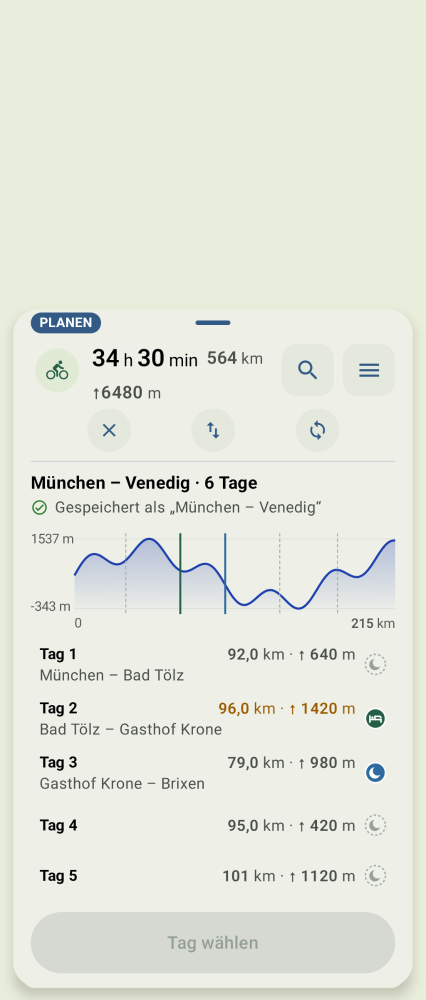 PLANEN
34 h 30 min 564 km
↑6480 m
München – Venedig · 6 Tage
Gespeichert als „München – Venedig“
1537 m
-343 m
0 215 km
Tag 1 92,0 km · ↑ 640 m
München – Bad Tölz
Tag 2 96,0 km · ↑ 1420 m
Bad Tölz – Gasthof Krone
Tag 3 79,0 km · ↑ 980 m
Gasthof Krone – Brixen
Tag 4 95,0 km · ↑ 420 m
Tag 5 101 km · ↑ 1120 m
Tag wählen